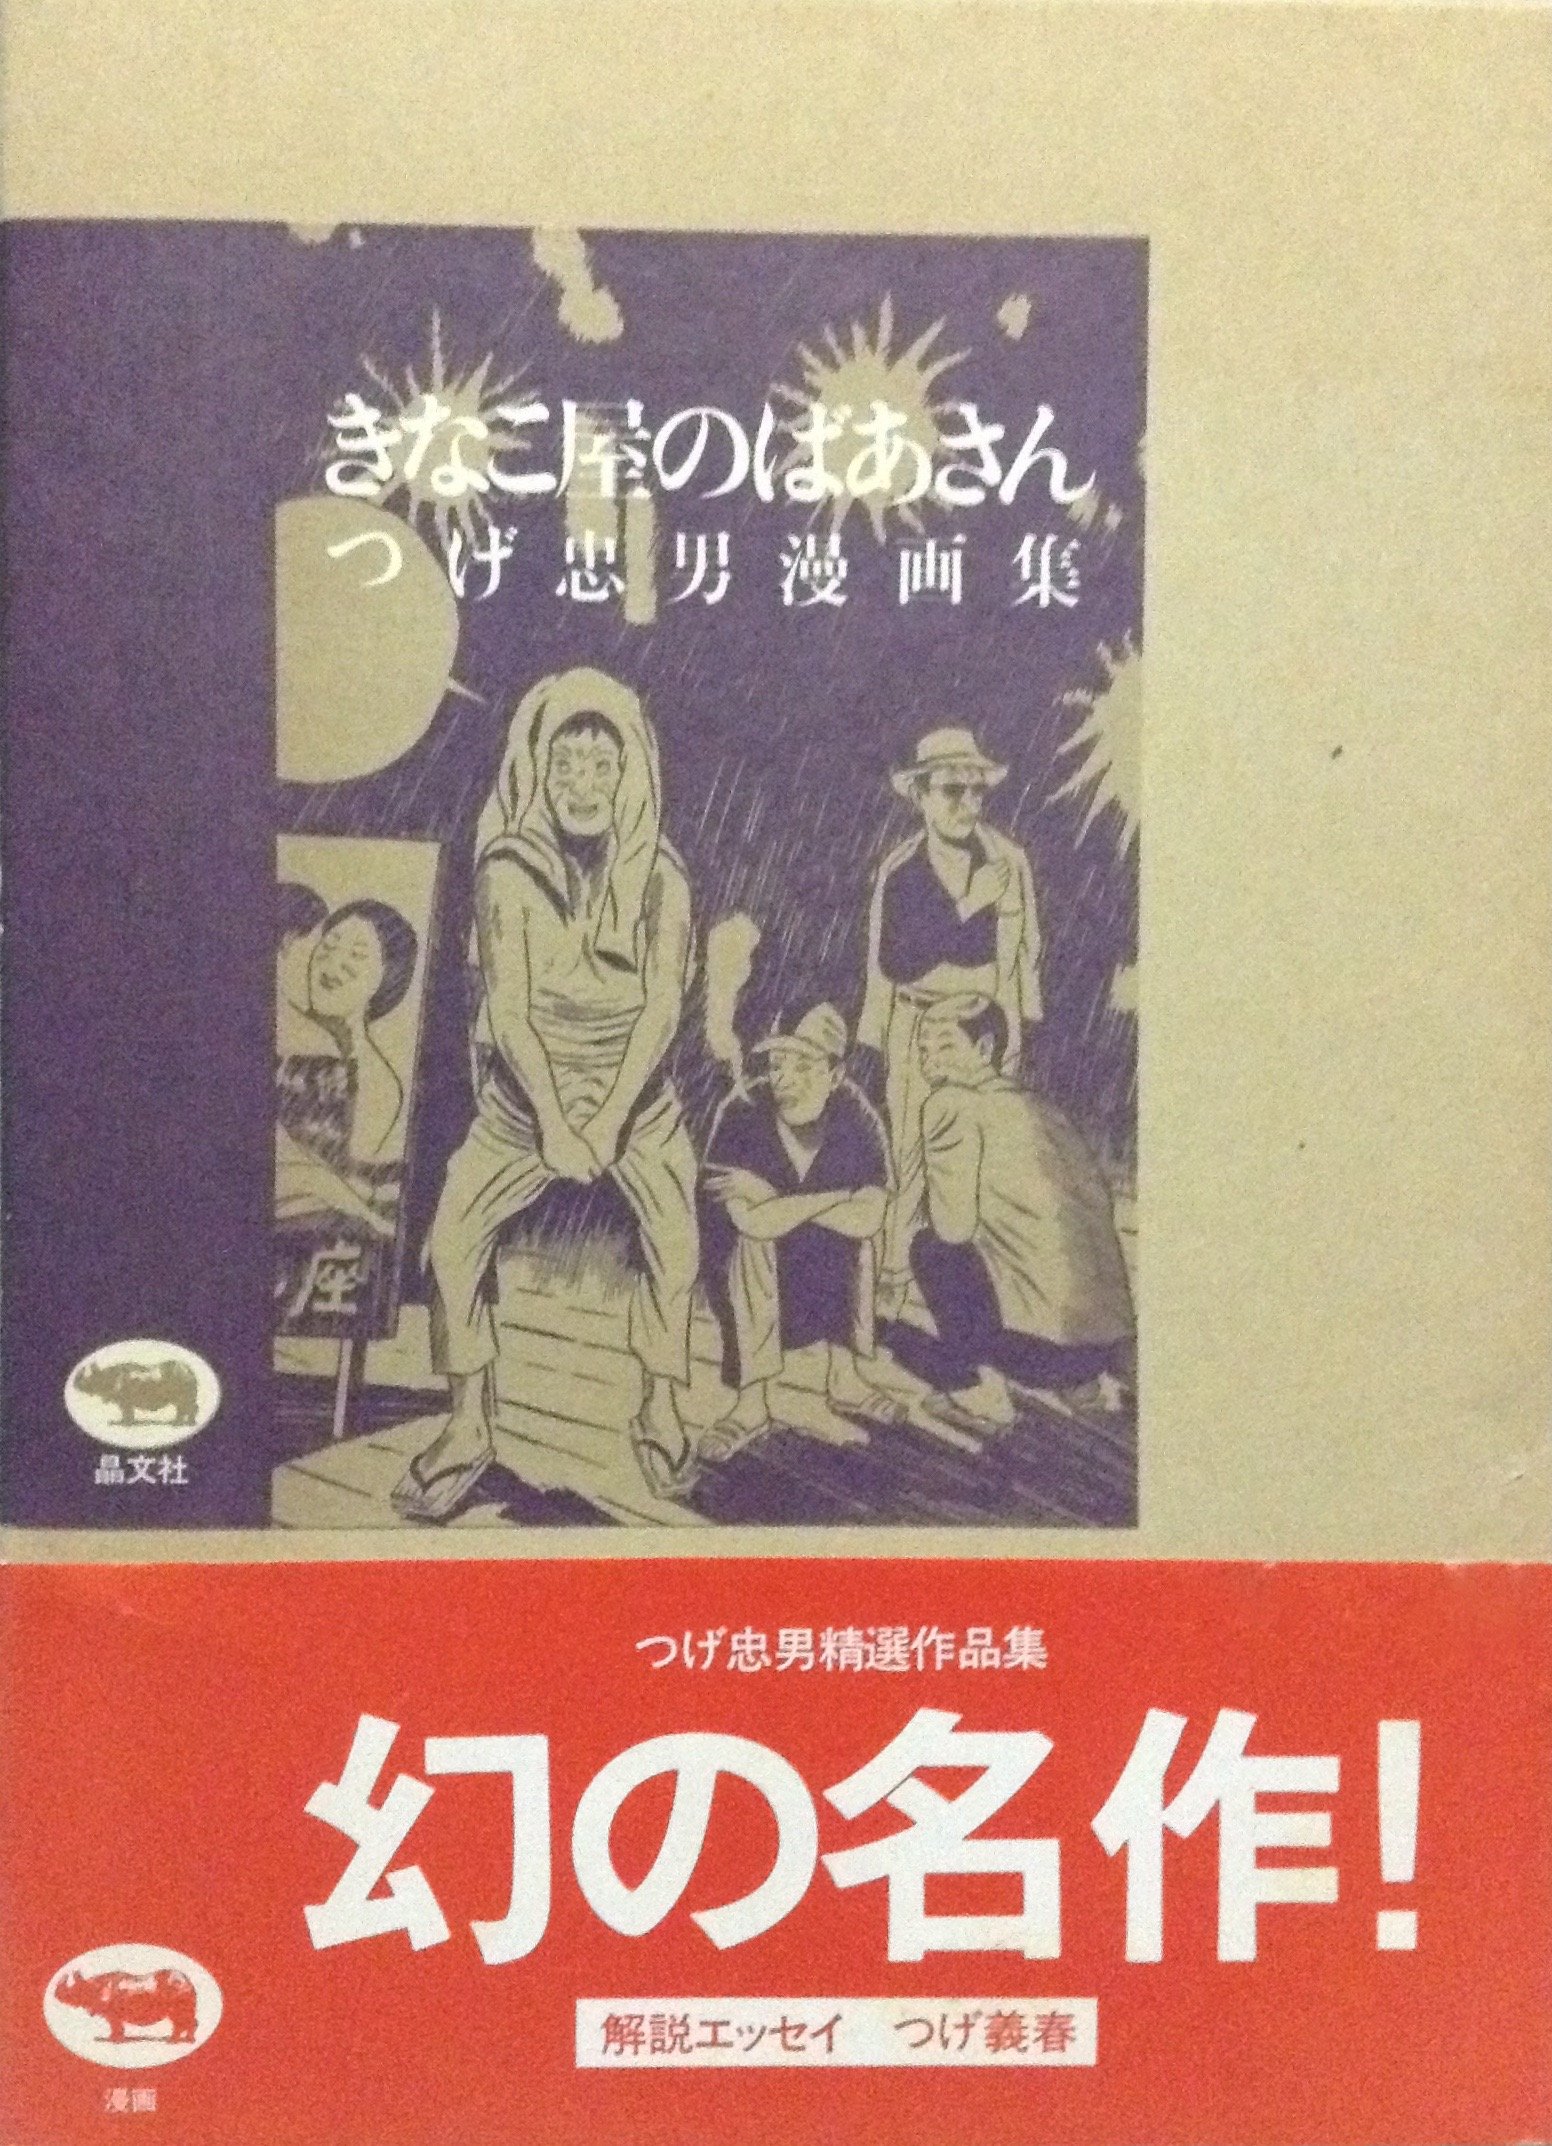 きなこ屋のばあさん
つげ忠男漫画集
座
晶文社
つげ忠男精選作品集
幻の名作!
解説エッセイ　つげ義春
漫画